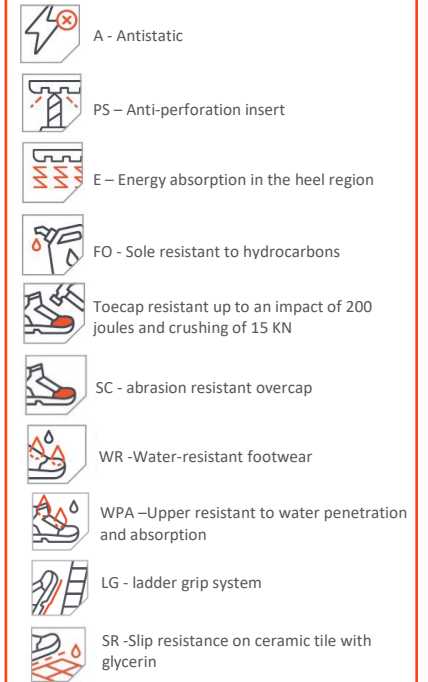 A - Antistatic
PS – Anti-perforation insert
E – Energy absorption in the heel region
FO - Sole resistant to hydrocarbons
Toecap resistant up to an impact of 200
joules and crushing of 15 KN
SC - abrasion resistant overcap
WR -Water-resistant footwear
WPA –Upper resistant to water penetration
and absorption
LG - ladder grip system
SR -Slip resistance on ceramic tile with
glycerin